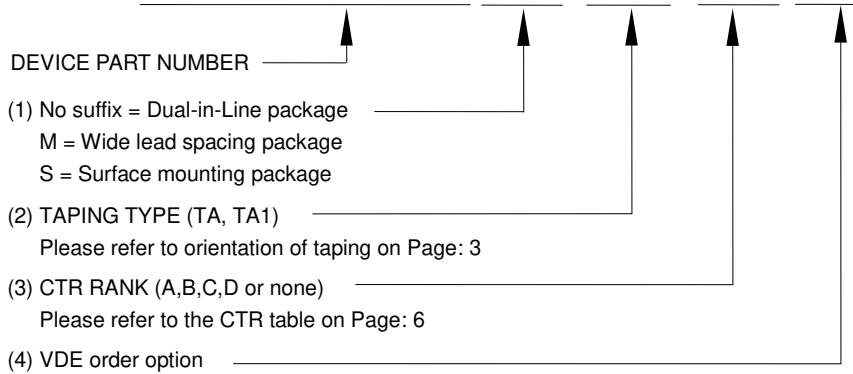 DEVICE PART NUMBER
(1) No suffix = Dual-in-Line package
M = Wide lead spacing package
S = Surface mounting package
(2) TAPING TYPE (TA, TA1)
Please refer to orientation of taping on Page: 3
(3) CTR RANK (A,B,C,D or none)
Please refer to the CTR table on Page: 6
(4) VDE order option